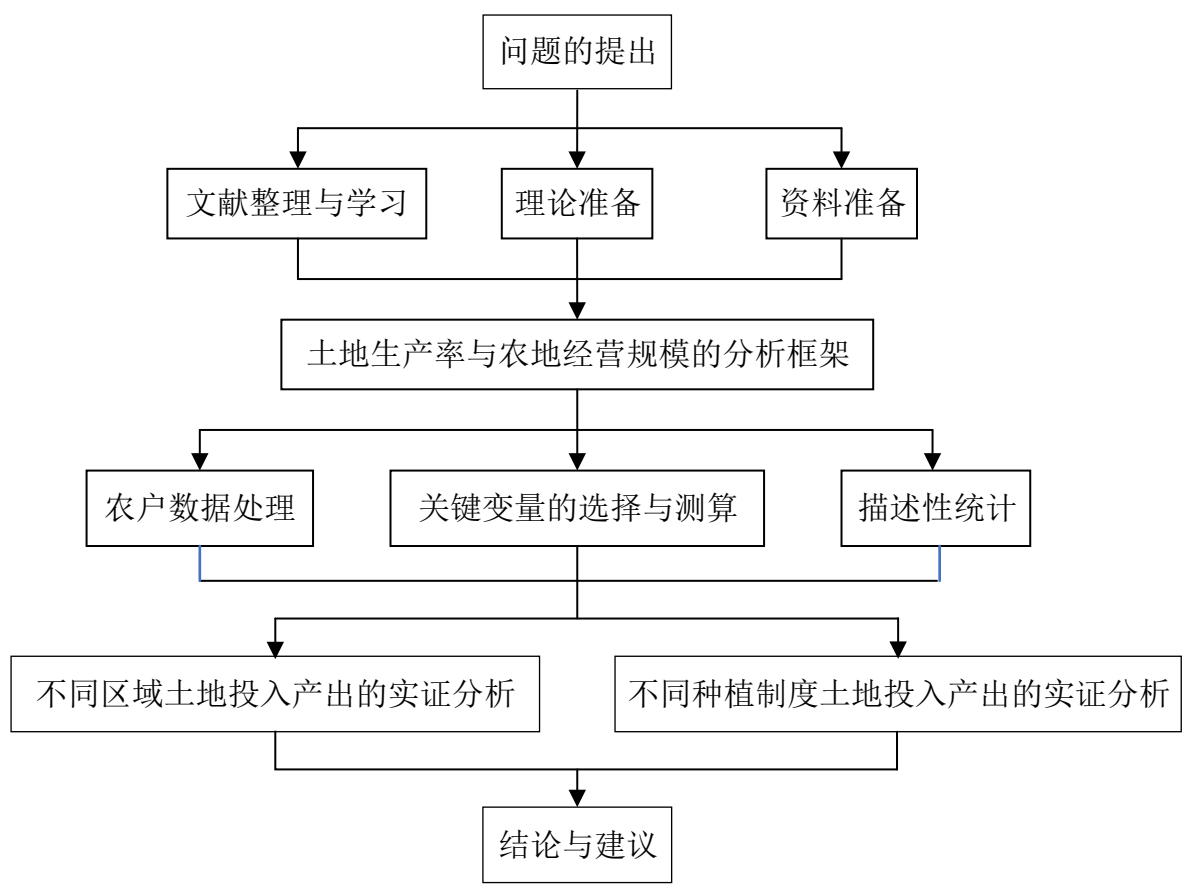 问题的提出
文献整理与学习
理论准备
资料准备
土地生产率与农地经营规模的分析框架
农户数据处理
关键变量的选择与测算
描述性统计
不同区域土地投入产出的实证分析
不同种植制度土地投入产出的实证分析
结论与建议